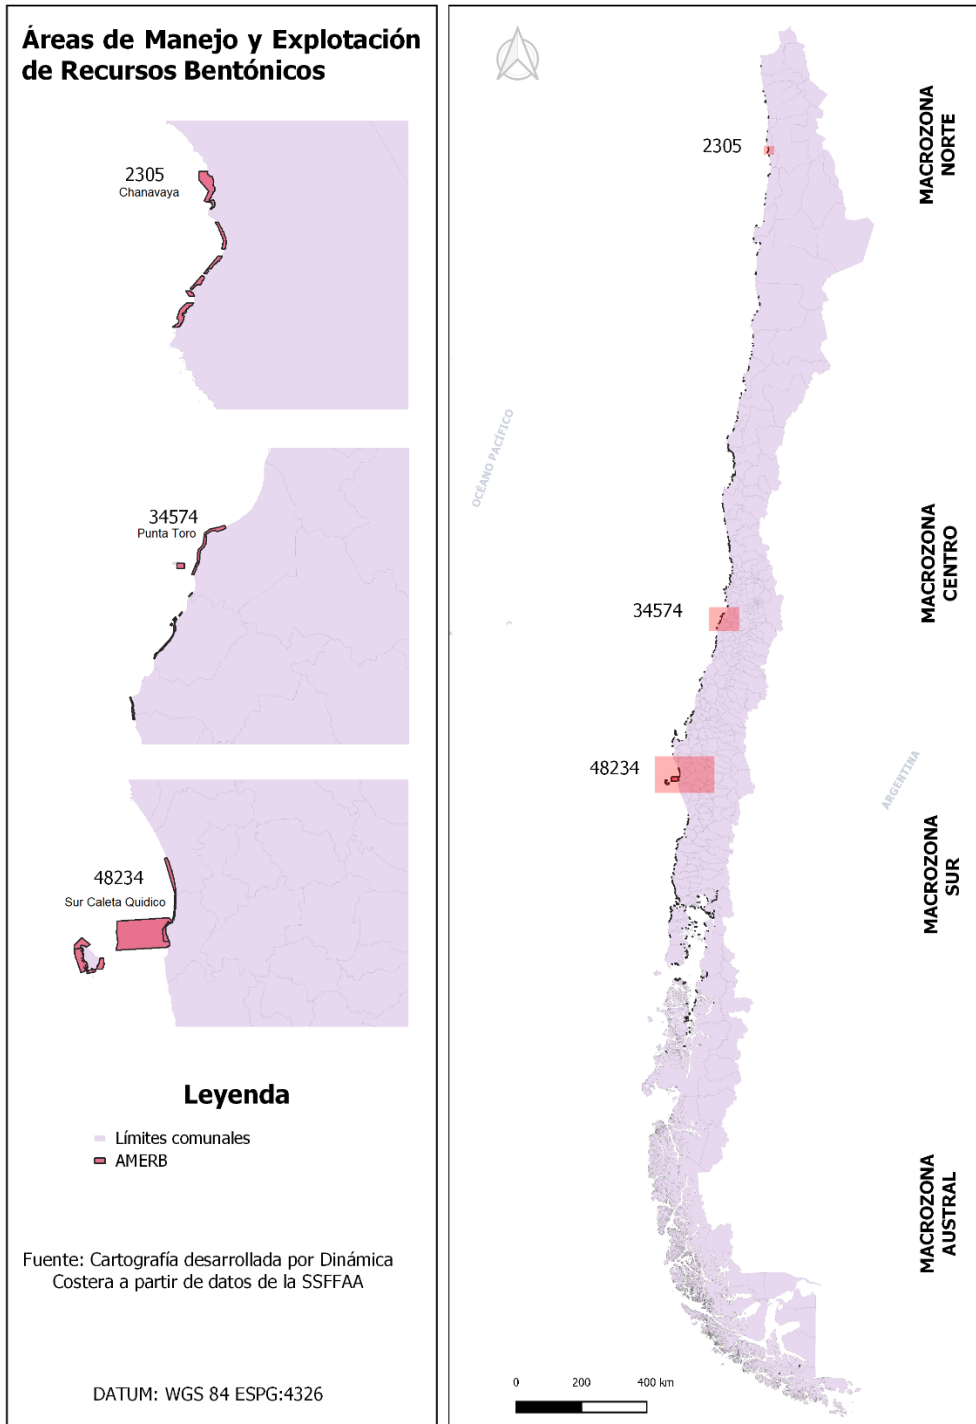 Áreas de Manejo y Explotación
de Recursos Bentónicos
2305
Chanavaya
34574
Punta Toro
48234
Sur Caleta Quidico
Leyenda
Límites comunales
AMERB
Fuente: Cartografía desarrollada por Dinámica
Costera a partir de datos de la SSFFAA
DATUM: WGS 84 ESPG:4326
2305
34574
48234
OCÉANO PACÍFICO
ARGENTINA
MACROZONA
NORTE
MACROZONA
CENTRO
MACROZONA
SUR
MACROZONA
AUSTRAL
0 200 400 km